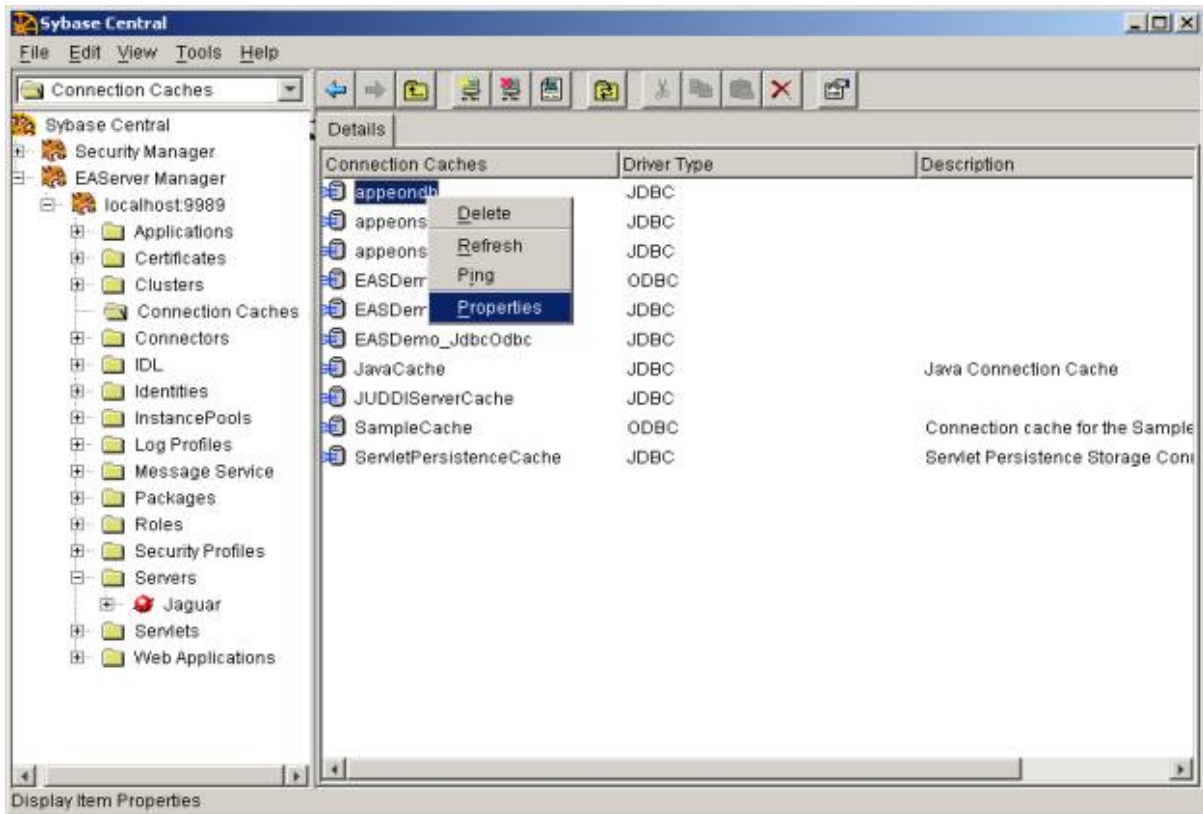 Sybase Central
File Edit View Tools Help
Connection Caches
Sybase Central
Security Manager
EAServer Manager
localhost:9989
Applications
Certificates
Clusters
Connection Caches
Connectors
IDL
Identities
InstancePools
Log Profiles
Message Service
Packages
Roles
Security Profiles
Servers
Jaguar
Servlets
Web Applications
Details
Connection Caches Driver Type Description
appeondb JDBC
appeons JDBC
appeons JDBC
EASDem ODBC
EASDem JDBC
EASDemo_JdbcOdbc JDBC
JavaCache JDBC Java Connection Cache
JUDDIServerCache JDBC
SampleCache ODBC Connection cache for the Sample
ServletPersistenceCache JDBC Servlet Persistence Storage Con
Delete
Refresh
Ping
Properties
Display Item Properties